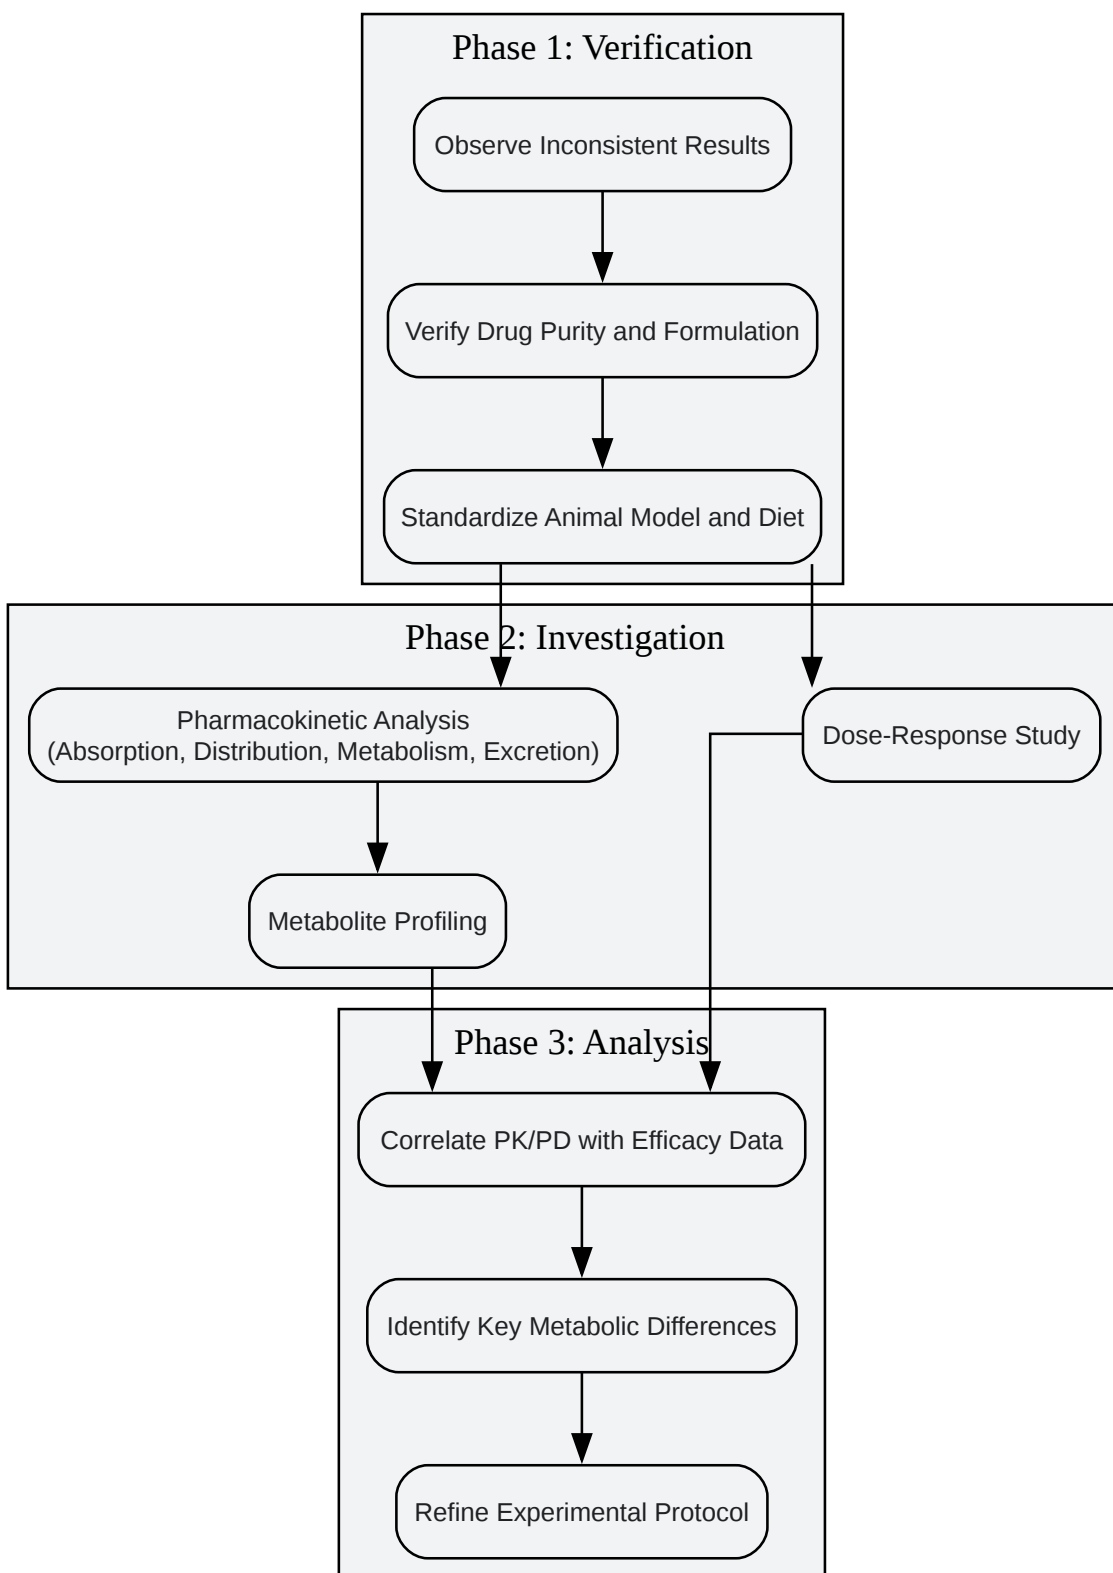 Phase 1: Verification
Observe Inconsistent Results
Verify Drug Purity and Formulation
Standardize Animal Model and Diet
Phase 2: Investigation
Pharmacokinetic Analysis
(Absorption, Distribution, Metabolism, Excretion)
Dose-Response Study
Metabolite Profiling
Phase 3: Analysis
Correlate PK/PD with Efficacy Data
Identify Key Metabolic Differences
Refine Experimental Protocol